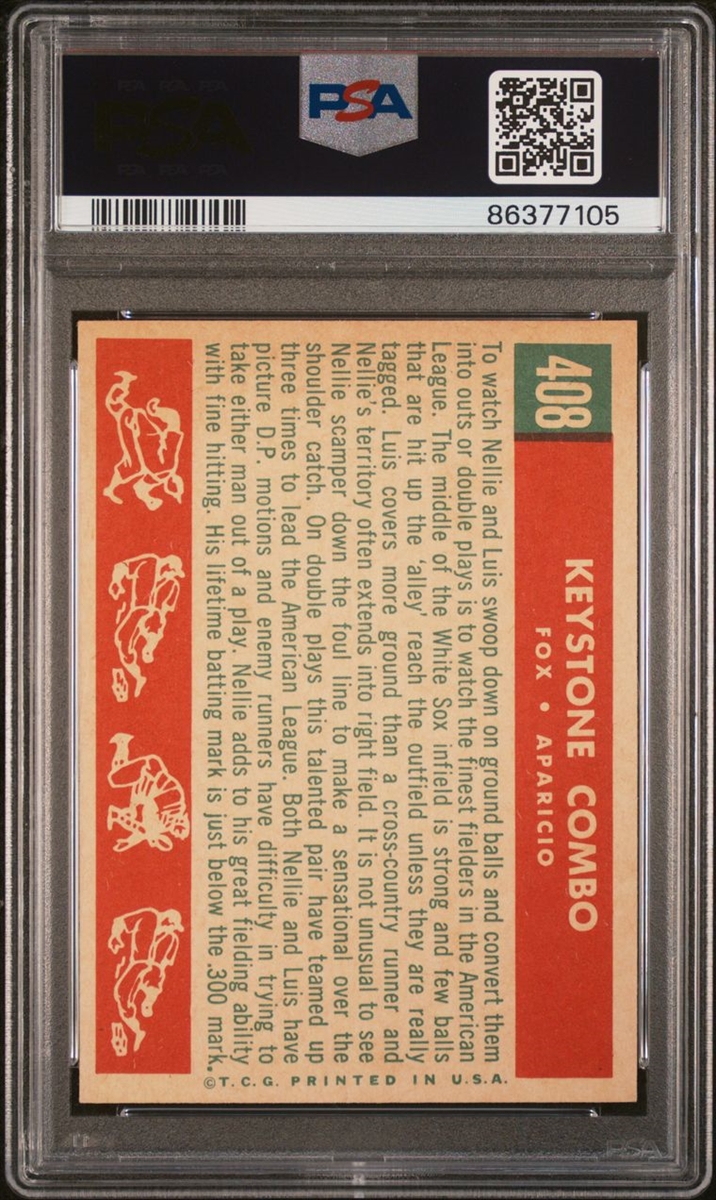 PSA PSA PSA
PSA
PSA PSA PSA
PSA
86377105
408
KEYSTONE COMBO
FOX • APARICIO
To watch Nellie and Luis swoop down on ground balls and convert them
into outs or double plays is to watch the finest fielders in the American
League. The middle of the White Sox infield is strong and few balls
that are hit up the 'alley' reach the outfield unless they are really
tagged. Luis covers more ground than a cross-country runner and
Nellie's territory often extends into right field. It is not unusual to see
Nellie scamper down the foul line to make a sensational over the
shoulder catch. On double plays this talented pair have teamed up
three times to lead the American League. Both Nellie and Luis have
picture D.P. motions and enemy runners have difficulty in trying to
take either man out of a play. Nellie adds to his great fielding ability
with fine hitting. His lifetime batting mark is just below the .300 mark.
©T.C.G. PRINTED IN U.S.A.
PSA